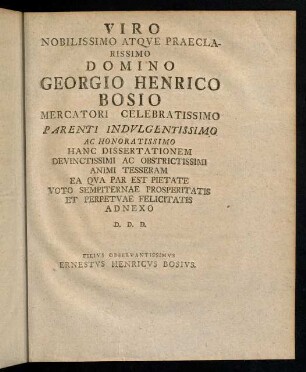 VIRO
NOBILISSIMO ATQVE PRAECLA-
RISSIMO
DOMINO
GEORGIO HENRICO
BOSIO
MERCATORI CELEBRATISSIMO
PARENTI INDVLGENTISSIMO
AC HONORATISSIMO
HANC DISSERTATIONEM
DEVINCTISSIMI AC OBSTRICTISSIMI
ANIMI TESSERAM
EA QVA PAR EST PIETATE
VOTO SEMPITERNAE PROSPERITATIS
ET PERPETVAE FELICITATIS
ADNEXO
D. D. D.
FILIVS OBSERVANTISSIMVS
ERNESTVS HENRICVS BOSIVS.